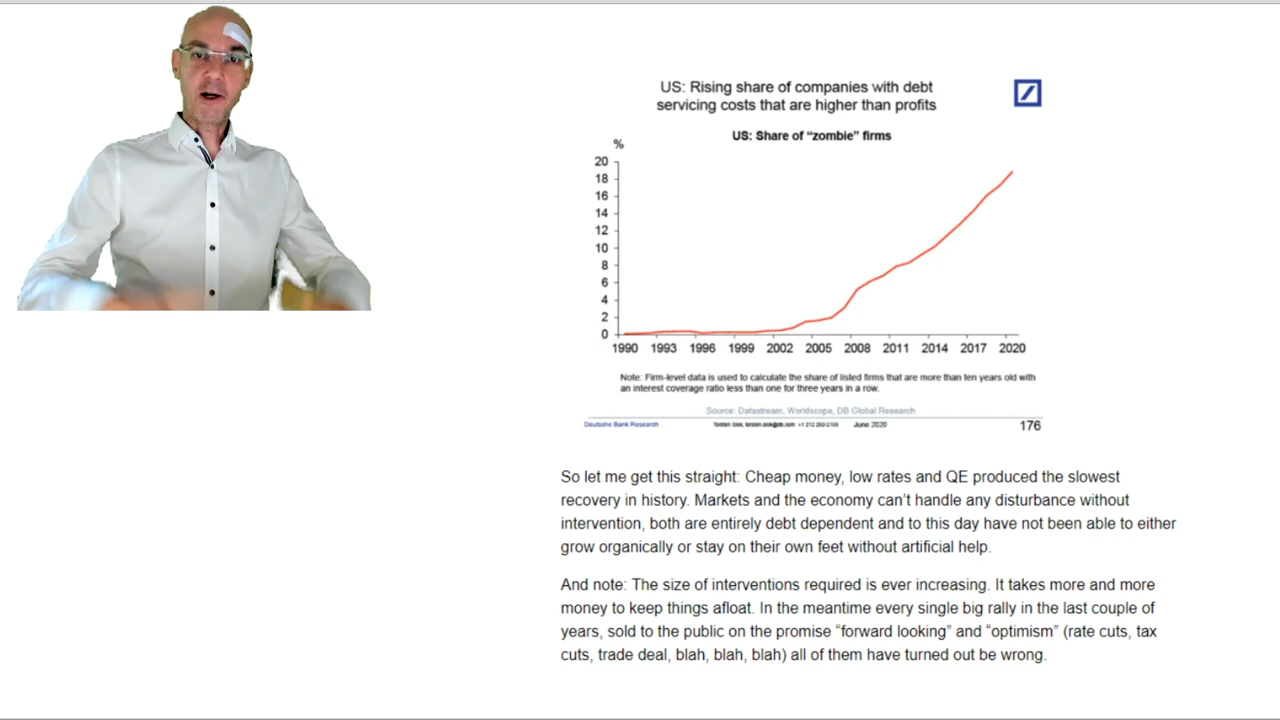 US: Rising share of companies with debt
servicing costs that are higher than profits
US: Share of “zombie” firms
%
20
18
16
14
12
10
8
6
4
2
0
1990 1993 1996 1999 2002 2005 2008 2011 2014 2017 2020
Note: Firm-level data is used to calculate the share of listed firms that are more than ten years old with
an interest coverage ratio less than one for three years in a row.
Source: Datastream, Worldscope, DB Global Research
Deutsche Bank Research June 2020 176
So let me get this straight: Cheap money, low rates and QE produced the slowest
recovery in history. Markets and the economy can’t handle any disturbance without
intervention, both are entirely debt dependent and to this day have not been able to either
grow organically or stay on their own feet without artificial help.
And note: The size of interventions required is ever increasing. It takes more and more
money to keep things afloat. In the meantime every single big rally in the last couple of
years, sold to the public on the promise “forward looking” and “optimism” (rate cuts, tax
cuts, trade deal, blah, blah, blah) all of them have turned out be wrong.